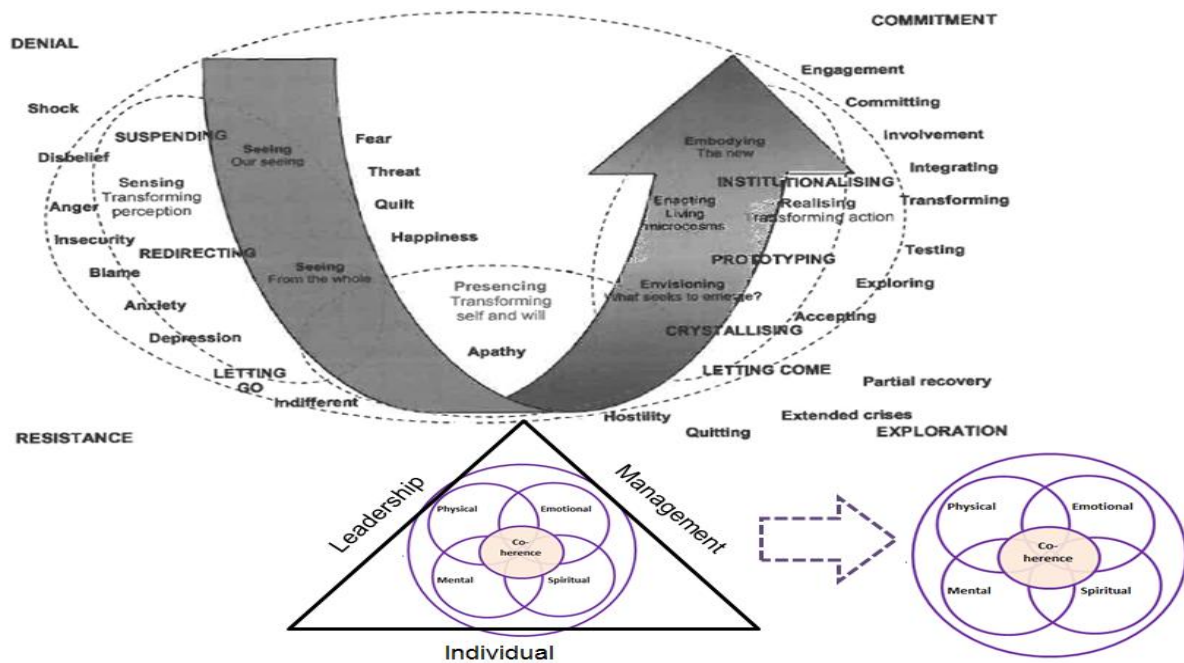 DENIAL
COMMITMENT
Shock
Disbelief
Anger
Insecurity
Blame
Anxiety
Depression
SUSPENDING
Sensing
Transforming
perception
REDIRECTING
LETTING
GO
Indifferent
RESISTANCE
Seeing
Our seeing
Seeing
From the whole
Fear
Threat
Quilt
Happiness
Presencing
Transforming
self and will
Apathy
Embodying
The new
INSTITUTIONALISING
Enacting
Living
microcosms
Realising
Transforming action
PROTOTYPING
Envisioning
What seeks to emerge?
CRYSTALLISING
LETTING COME
Hostility
Quitting
Engagement
Committing
Involvement
Integrating
Transforming
Testing
Exploring
Accepting
Partial recovery
Extended crises
EXPLORATION
Leadership
Management
Individual
Physical
Emotional
Co-
herence
Mental
Spiritual
Physical
Emotional
Co-
herence
Mental
Spiritual